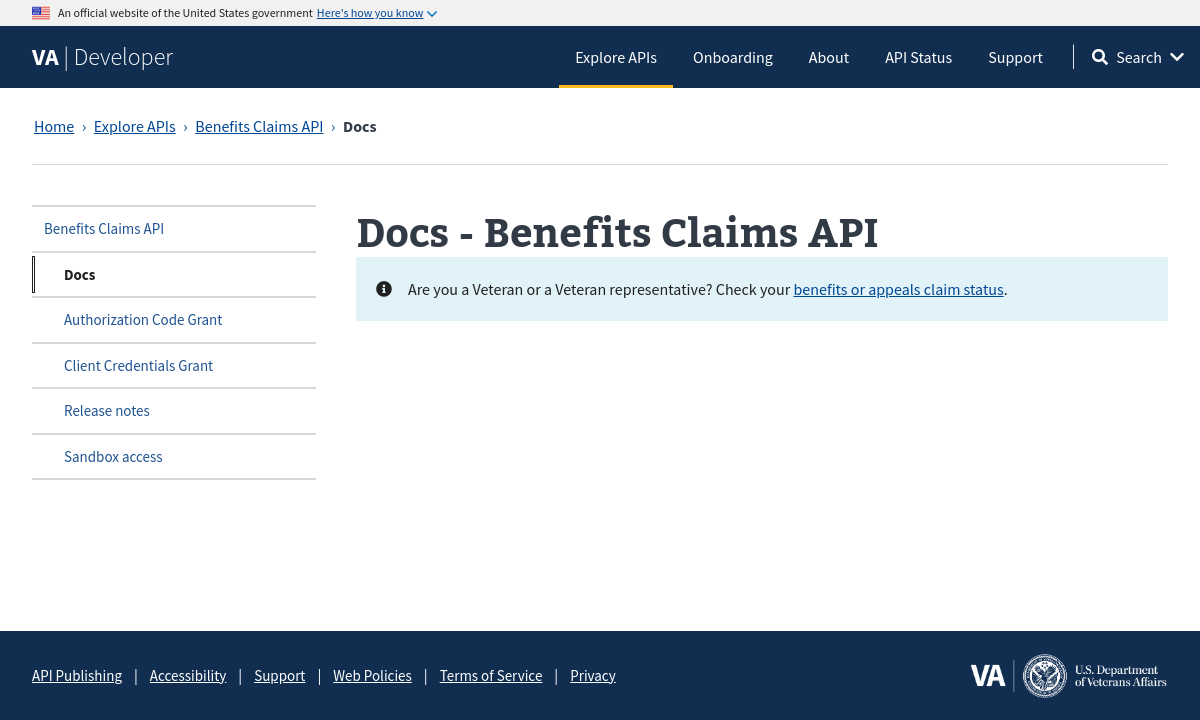 An official website of the United States government Here's how you know
VA | Developer
Explore APIs Onboarding About API Status Support Search
Home › Explore APIs › Benefits Claims API › Docs
Benefits Claims API
Docs
Authorization Code Grant
Client Credentials Grant
Release notes
Sandbox access
Docs - Benefits Claims API
Are you a Veteran or a Veteran representative? Check your benefits or appeals claim status.
API Publishing | Accessibility | Support | Web Policies | Terms of Service | Privacy
VA
U.S. Department
of Veterans Affairs